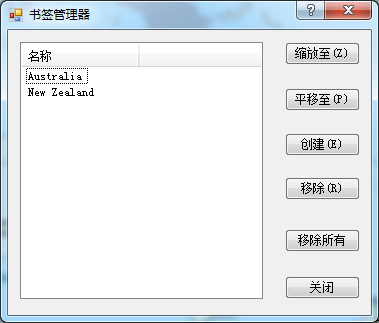 书签管理器
名称
Australia
New Zealand
缩放至(Z)
平移至(P)
创建(E)
移除(R)
移除所有
关闭